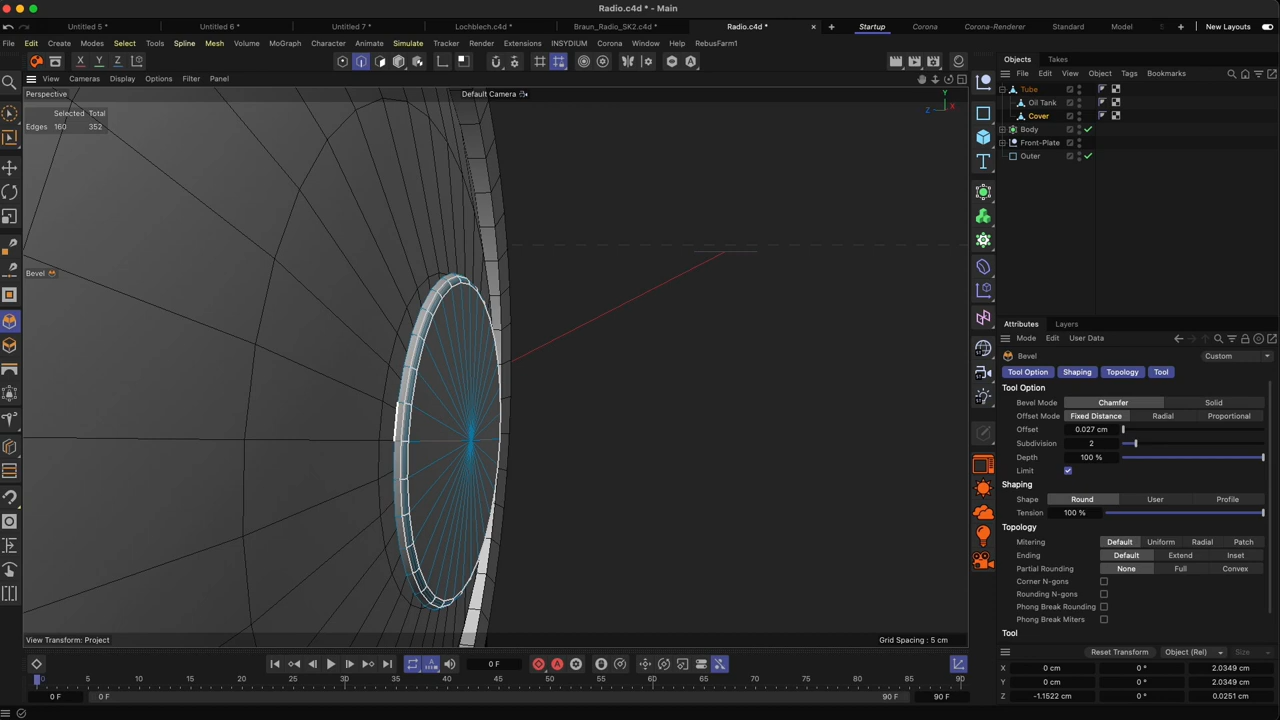 Radio.c4d * - Main
Untitled 5 * Untitled 6 * Untitled 7 * Lochblech.c4d * Braun_Radio_SK2.c4d * Radio.c4d * Startup Corona Corona-Renderer Standard Model New Layouts
File Edit Create Modes Select Tools Spline Mesh Volume MoGraph Character Animate Simulate Tracker Render Extensions INSYDIUM Corona Window Help RebusFarm1
X Y Z
Objects Takes
File Edit View Object Tags Bookmarks
View Cameras Display Options Filter Panel
Perspective Default Camera
Y
X
Z
Selected Total
Edges 160 352
Bevel
Tube
Oil Tank
Cover
Body
Front-Plate
Outer
Attributes Layers
Mode Edit User Data
Bevel Custom
Tool Option Shaping Topology Tool
Tool Option
Bevel Mode Chamfer Solid
Offset Mode Fixed Distance Radial Proportional
Offset 0.027 cm
Subdivision 2
Depth 100 %
Limit
Shaping
Shape Round User Profile
Tension 100 %
Topology
Mitering Default Uniform Radial Patch
Ending Default Extend Inset
Partial Rounding None Full Convex
Corner N-gons
Rounding N-gons
Phong Break Rounding
Phong Break Miters
Tool
View Transform: Project Grid Spacing : 5 cm
0 F
Reset Transform Object (Rel) Size
X 0 cm 0 ° 2.0349 cm
Y 0 cm 0 ° 2.0349 cm
Z -1.1522 cm 0 ° 0.0251 cm
0 5 10 15 20 25 30 35 40 45 50 55 60 65 70 75 80 85 90
0 F 0 F 90 F 90 F